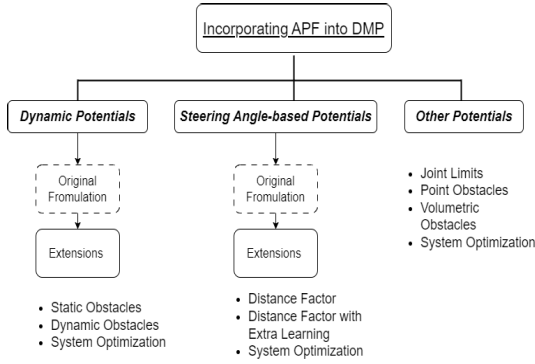 Incorporating APF into DMP
Dynamic Potentials
Steering Angle-based Potentials
Other Potentials
Original
Fromulation
Extensions
• Static Obstacles
• Dynamic Obstacles
• System Optimization
Original
Fromulation
Extensions
• Distance Factor
• Distance Factor with
Extra Learning
• System Optimization
• Joint Limits
• Point Obstacles
• Volumetric
Obstacles
• System Optimization